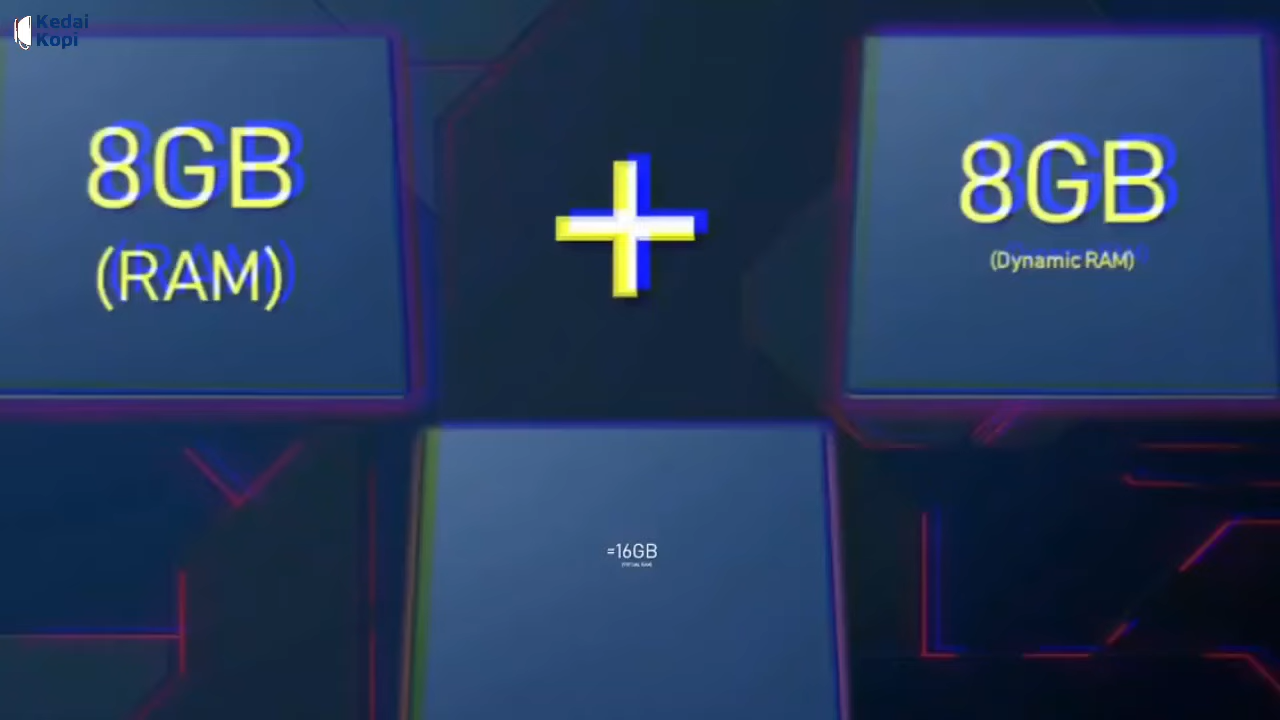 Kedai
Kopi
8GB
(RAM)
+
8GB
(Dynamic RAM)
=16GB